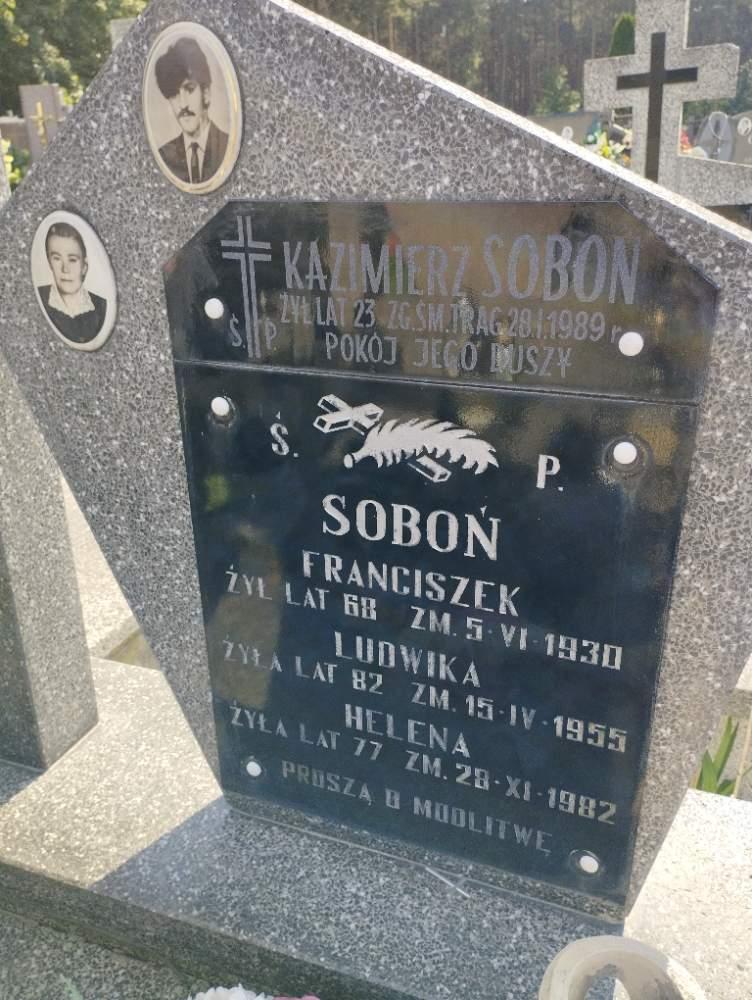 KAZIMIERZ SOBOŃ
ŻYŁ LAT 23 ZG.ŚM.TRAG 28.I.1989 r.
Ś. P. POKÓJ JEGO DUSZY
Ś. P.
SOBOŃ
FRANCISZEK
ŻYŁ LAT 68 ZM. 5·VI·1930
LUDWIKA
ŻYŁA LAT 82 ZM. 15·IV·1955
HELENA
ŻYŁA LAT 77 ZM. 28·XI·1982
PROSZĄ O MODLITWĘ